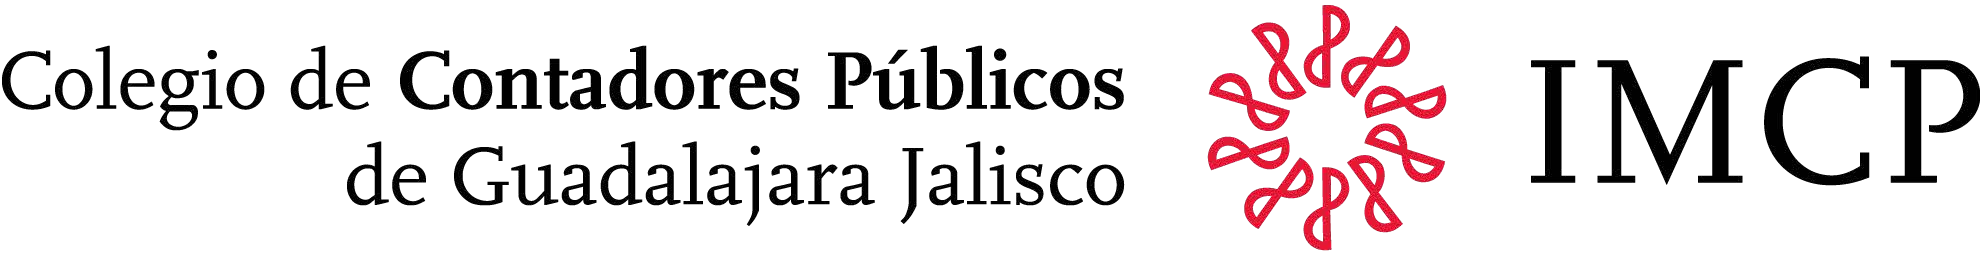 Colegio de Contadores Públicos
de Guadalajara Jalisco
IMCP